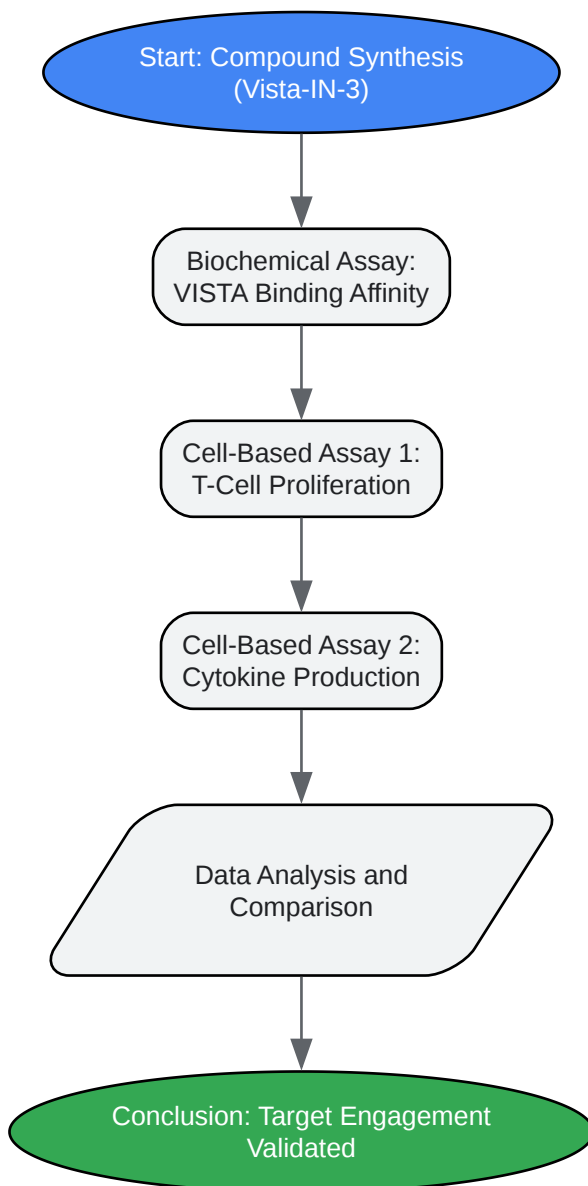 Start: Compound Synthesis
(Vista-IN-3)
Biochemical Assay:
VISTA Binding Affinity
Cell-Based Assay 1:
T-Cell Proliferation
Cell-Based Assay 2:
Cytokine Production
Data Analysis and
Comparison
Conclusion: Target Engagement
Validated